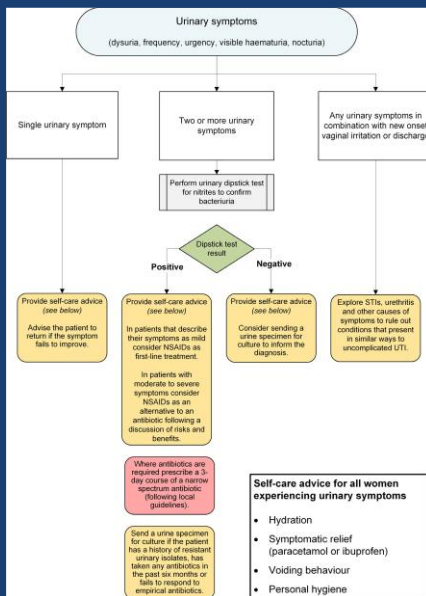 Urinary symptoms
(dysuria, frequency, urgency, visible haematuria, nocturia)
Single urinary symptom
Two or more urinary
symptoms
Any urinary symptoms in
combination with new onset
vaginal irritation or discharge
Perform urinary dipstick test
for nitrites to confirm
bacteriuria
Dipstick test
result
Positive
Negative
Provide self-care advice
(see below)
Advise the patient to
return if the symptom
fails to improve.
Provide self-care advice
(see below)
In patients that describe
their symptoms as mild
consider NSAIDs as
first-line treatment.
In patients with
moderate to severe
symptoms consider
NSAIDs as an
alternative to an
antibiotic following a
discussion of risks and
benefits.
Provide self-care advice
(see below)
Consider sending a
urine specimen for
culture to inform the
diagnosis.
Explore STIs, urethritis
and other causes of
symptoms to rule out
conditions that present
in similar ways to
uncomplicated UTI.
Where antibiotics are
required prescribe a 3-
day course of a narrow
spectrum antibiotic
(following local
guidelines).
Send a urine specimen
for culture if the patient
has a history of resistant
urinary isolates, has
taken any antibiotics in
the past six months or
fails to respond to
empirical antibiotics.
Self-care advice for all women
experiencing urinary symptoms
• Hydration
• Symptomatic relief
(paracetamol or ibuprofen)
• Voiding behaviour
• Personal hygiene